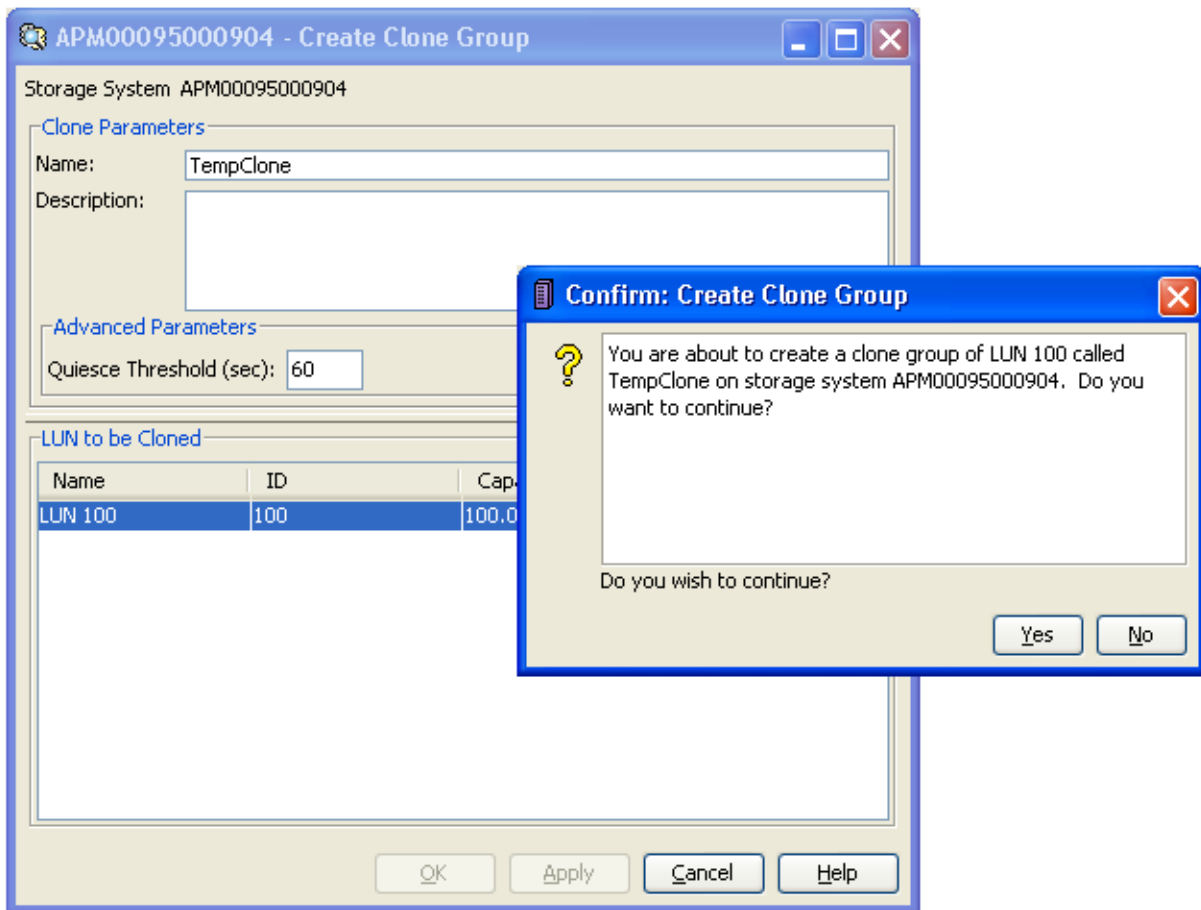 APM00095000904 - Create Clone Group
Storage System APM00095000904
Clone Parameters
Name: TempClone
Description:
Advanced Parameters
Quiesce Threshold (sec): 60
LUN to be Cloned
Name ID
LUN 100 100 100.0
OK Apply Cancel Help
Confirm: Create Clone Group
You are about to create a clone group of LUN 100 called
TempClone on storage system APM00095000904. Do you
want to continue?
Do you wish to continue?
Yes No